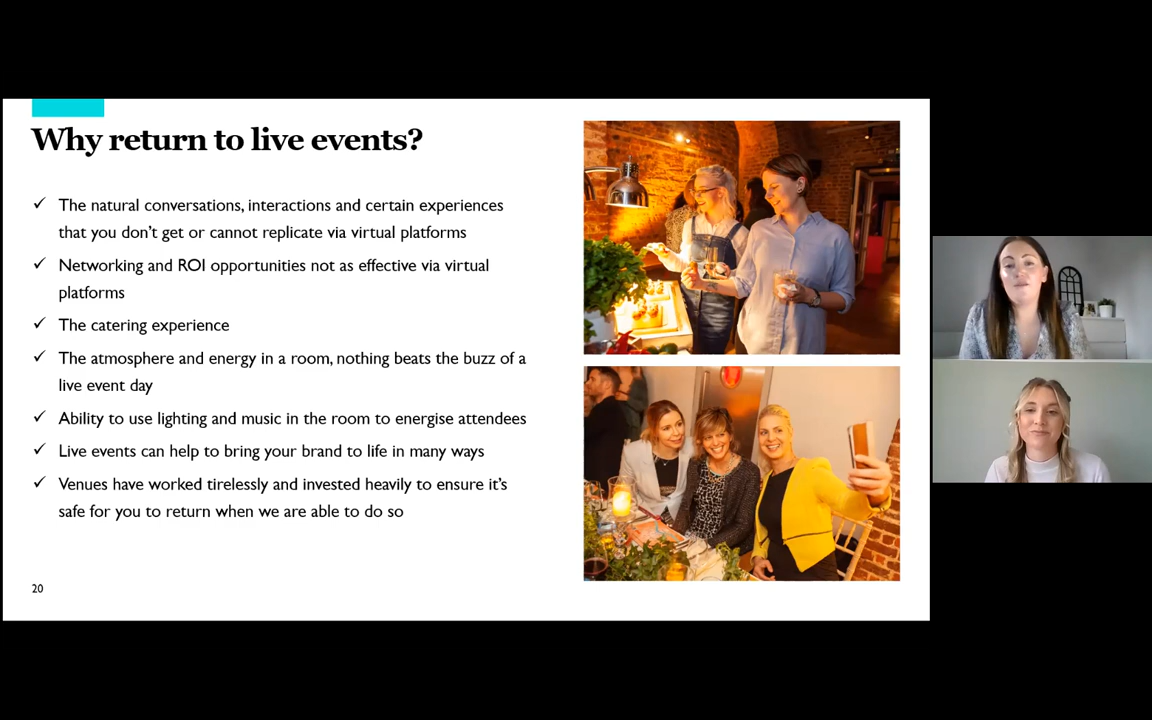 Why return to live events?
✓ The natural conversations, interactions and certain experiences
that you don't get or cannot replicate via virtual platforms
✓ Networking and ROI opportunities not as effective via virtual
platforms
✓ The catering experience
✓ The atmosphere and energy in a room, nothing beats the buzz of a
live event day
✓ Ability to use lighting and music in the room to energise attendees
✓ Live events can help to bring your brand to life in many ways
✓ Venues have worked tirelessly and invested heavily to ensure it's
safe for you to return when we are able to do so
20